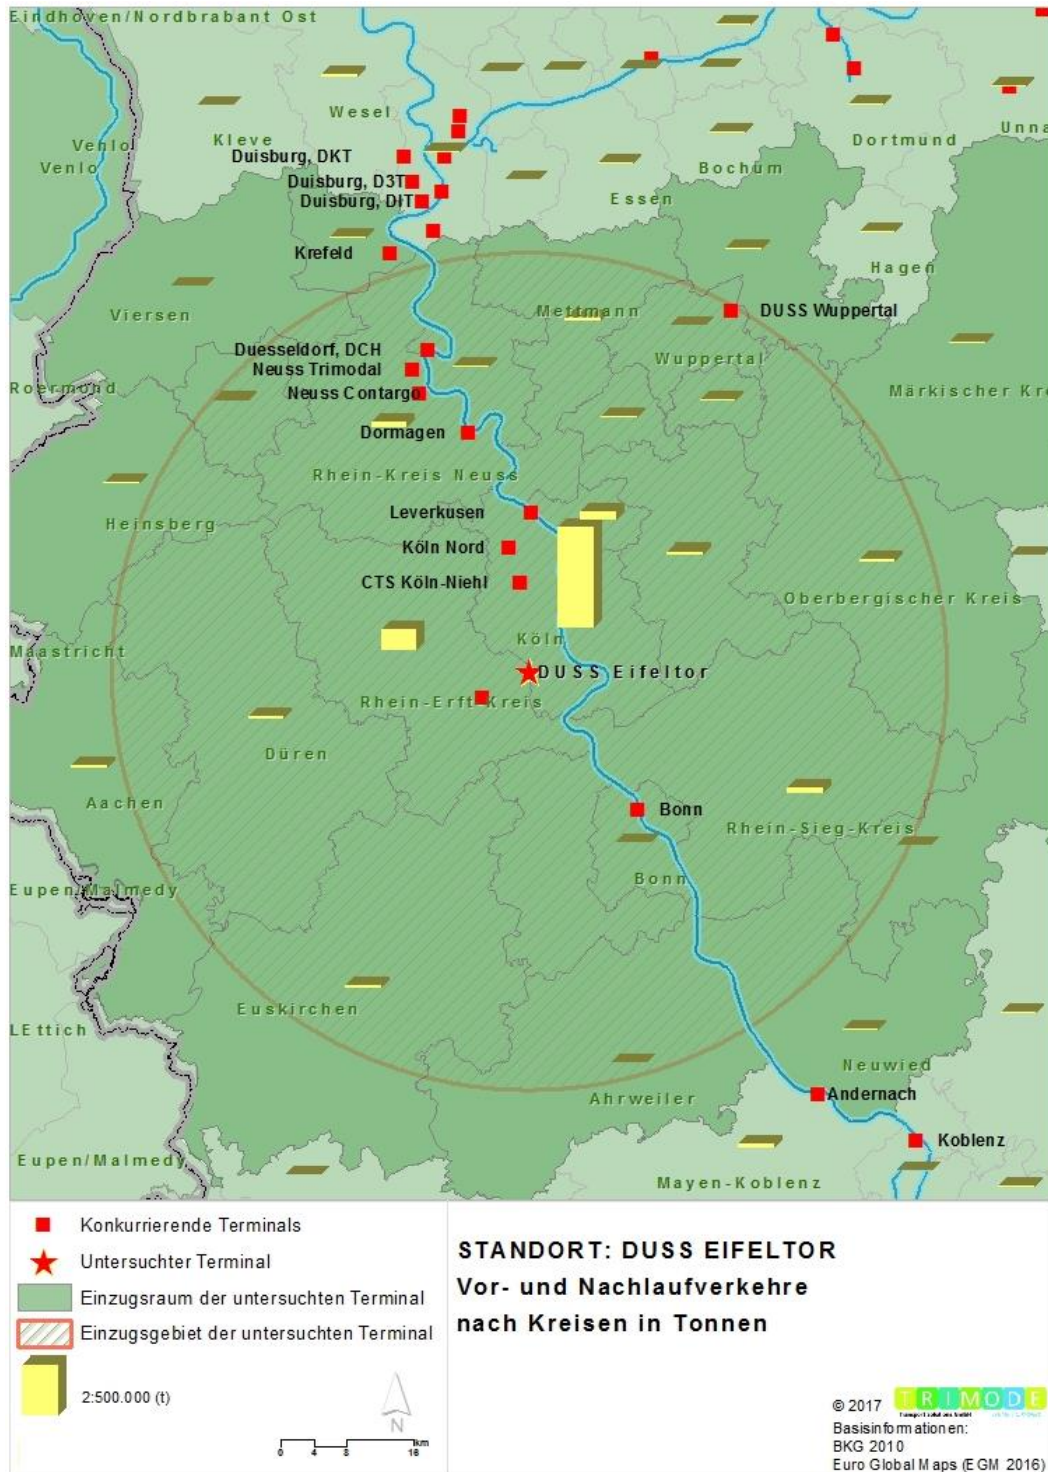 Eindhoven/Nordbrabant Ost
Wesel
Kleve
Venlo
Venlo
Dortmund
Unna
Bochum
Duisburg, DKT
Duisburg, D3T
Essen
Duisburg, DIT
Krefeld
Hagen
Viersen
Mettmann
DUSS Wuppertal
Duesseldorf, DCH
Wuppertal
Neuss Trimodal
Roermond
Neuss Contargo
Märkischer Kre
Dormagen
Rhein-Kreis Neuss
Leverkusen
Heinsberg
Köln Nord
CTS Köln-Niehl
Oberbergischer Kreis
Köln
Maastricht
DUSS Eifeltor
Rhein-Erft-Kreis
Düren
Aachen
Bonn
Rhein-Sieg-Kreis
Bonn
Eupen/Malmedy
Euskirchen
LEttich
Neuwied
Ahrweiler
Andernach
Koblenz
Eupen/Malmedy
Mayen-Koblenz
Konkurrierende Terminals
Untersuchter Terminal
Einzugsraum der untersuchten Terminal
Einzugsgebiet der untersuchten Terminal
2:500.000 (t)
N
km
0 4 8 16
STANDORT: DUSS EIFELTOR
Vor- und Nachlaufverkehre
nach Kreisen in Tonnen
© 2017 TRIMODE
Basisinformationen:
BKG 2010
Euro Global Maps (EGM 2016)